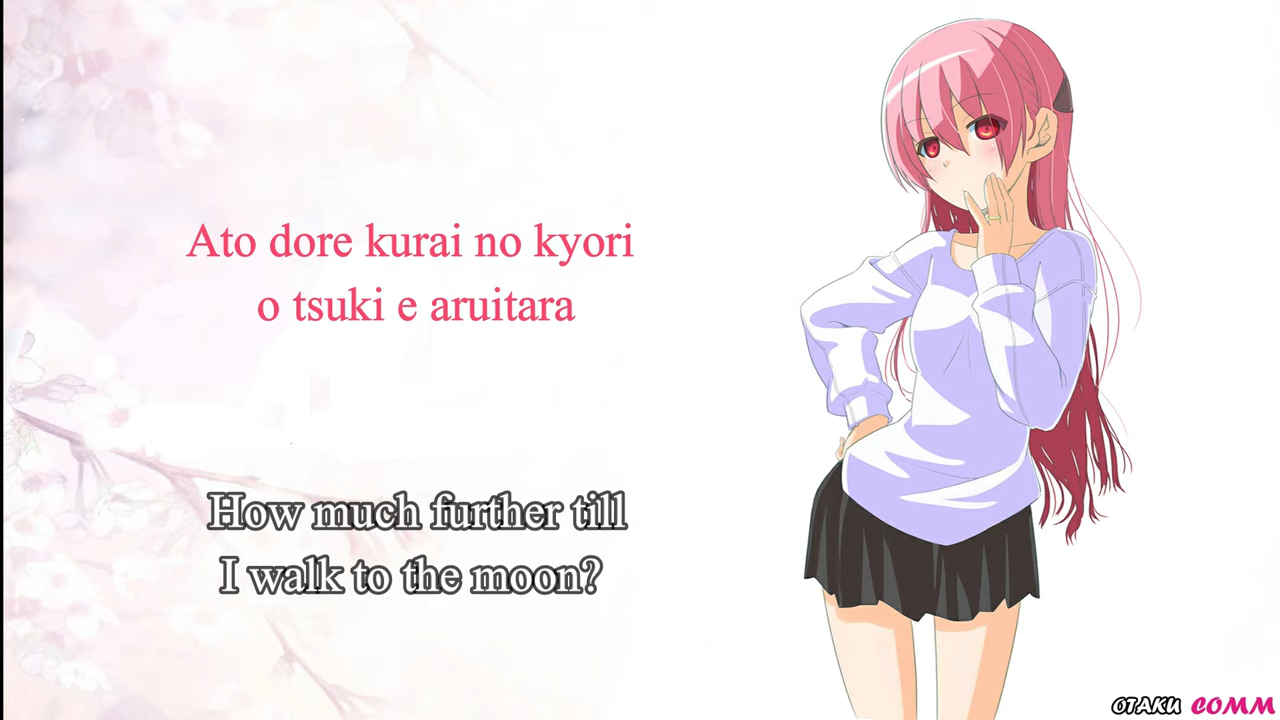 Ato dore kurai no kyori
o tsuki e aruitara
How much further till
I walk to the moon?
OTAKU COMM